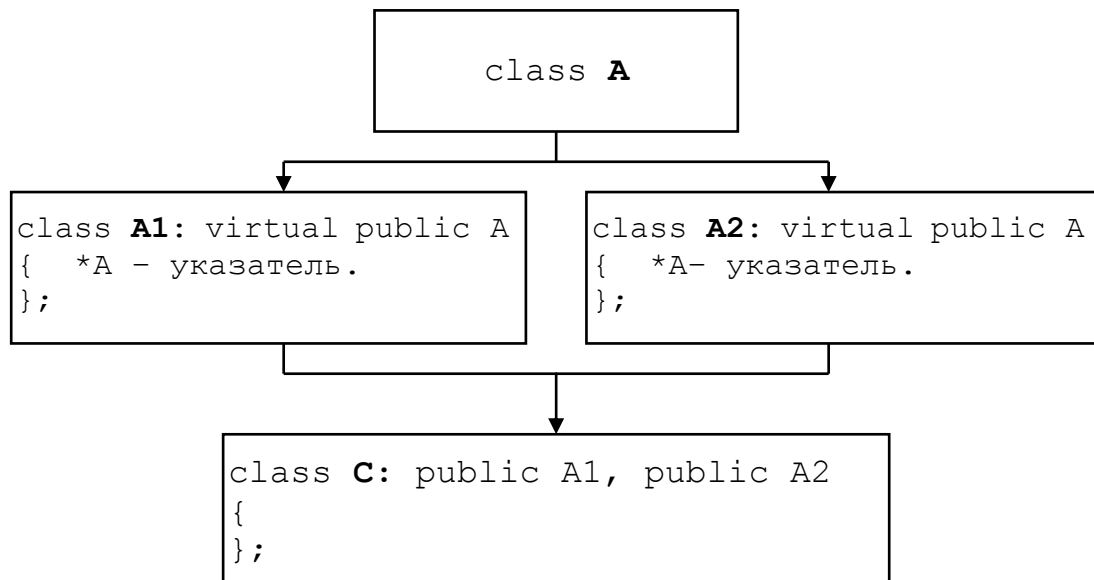 class A
class A1: virtual public A
{ *A – указатель.
};
class A2: virtual public A
{ *A– указатель.
};
class C: public A1, public A2
{
};